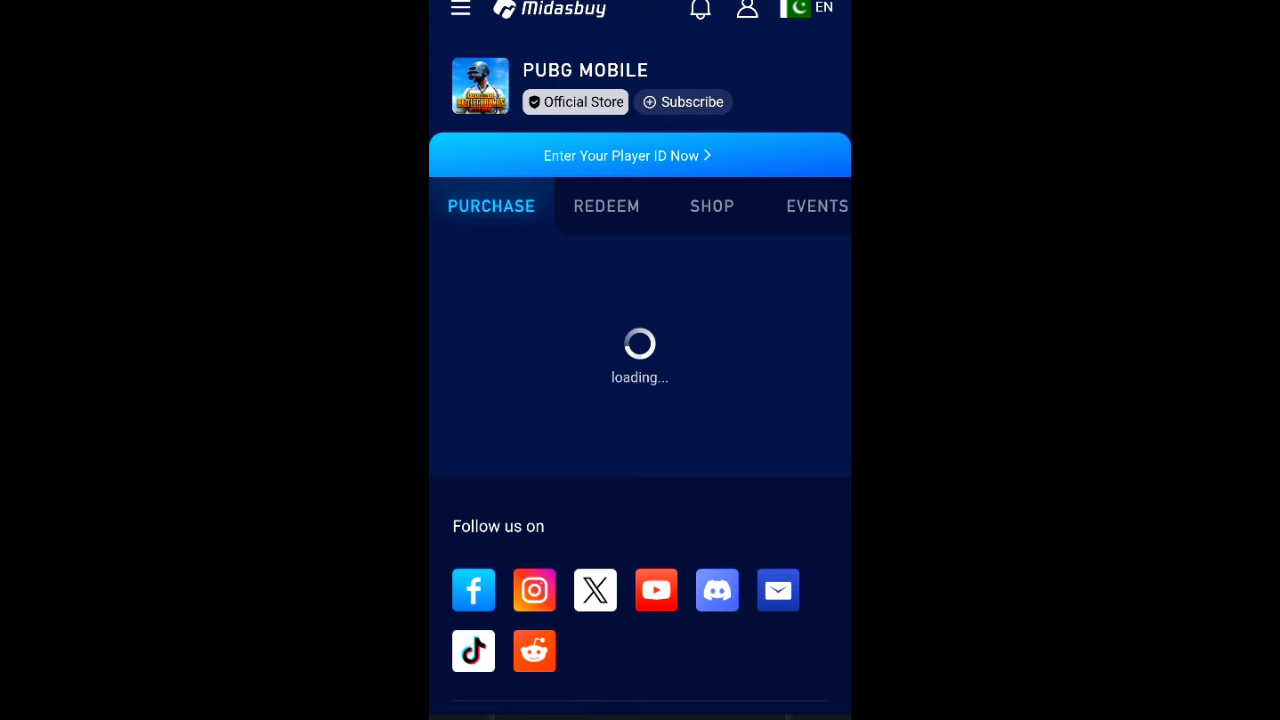 Midasbuy
EN
PUBG MOBILE
Official Store
Subscribe
Enter Your Player ID Now >
PURCHASE
REDEEM
SHOP
EVENTS
loading...
Follow us on